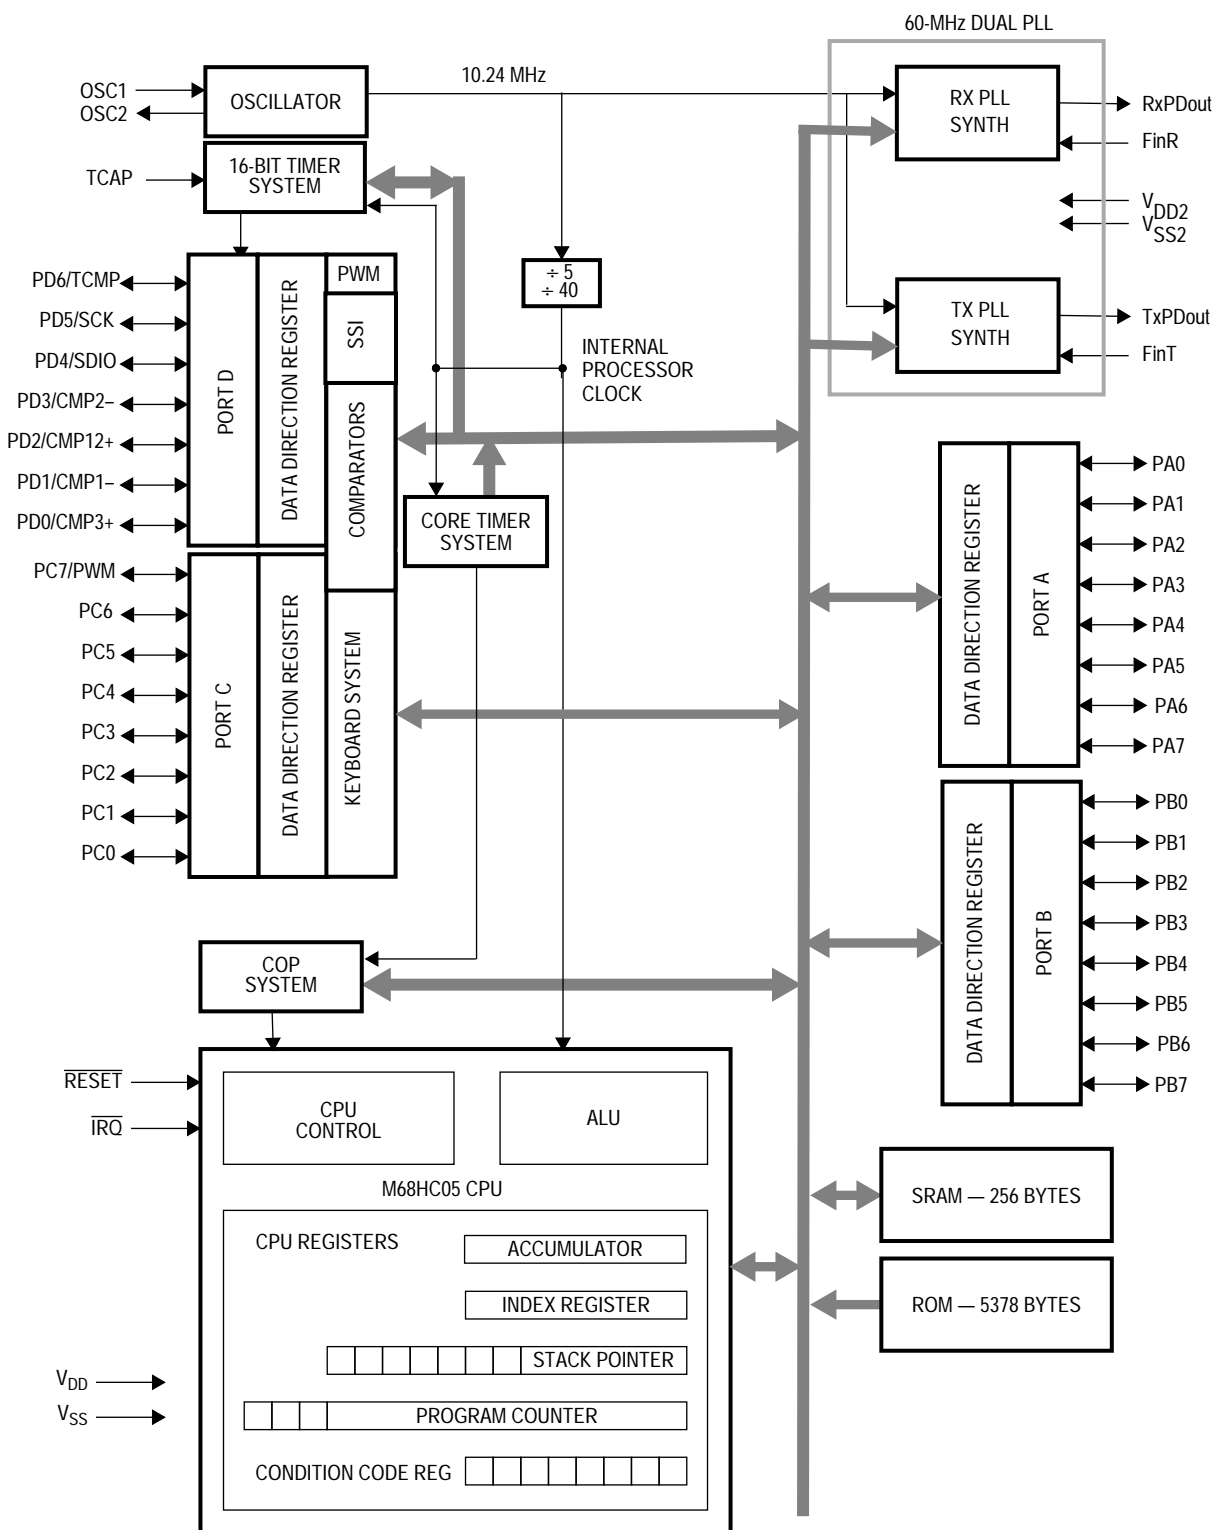 60-MHz DUAL PLL
OSC1
OSC2
OSCILLATOR
10.24 MHz
RX PLL
SYNTH
RxPDout
FinR
TCAP
16-BIT TIMER
SYSTEM
VDD2
VSS2
÷ 5
÷ 40
TX PLL
SYNTH
TxPDout
FinT
INTERNAL
PROCESSOR
CLOCK
PD6/TCMP
PD5/SCK
PD4/SDIO
PD3/CMP2–
PD2/CMP12+
PD1/CMP1–
PD0/CMP3+
PORT D
DATA DIRECTION REGISTER
PWM
SSI
COMPARATORS
CORE TIMER
SYSTEM
PC7/PWM
PC6
PC5
PC4
PC3
PC2
PC1
PC0
PORT C
DATA DIRECTION REGISTER
KEYBOARD SYSTEM
DATA DIRECTION REGISTER
PORT A
PA0
PA1
PA2
PA3
PA4
PA5
PA6
PA7
DATA DIRECTION REGISTER
PORT B
PB0
PB1
PB2
PB3
PB4
PB5
PB6
PB7
COP
SYSTEM
RESET
IRQ
CPU
CONTROL
ALU
M68HC05 CPU
CPU REGISTERS
ACCUMULATOR
INDEX REGISTER
STACK POINTER
PROGRAM COUNTER
CONDITION CODE REG
VDD
VSS
SRAM — 256 BYTES
ROM — 5378 BYTES